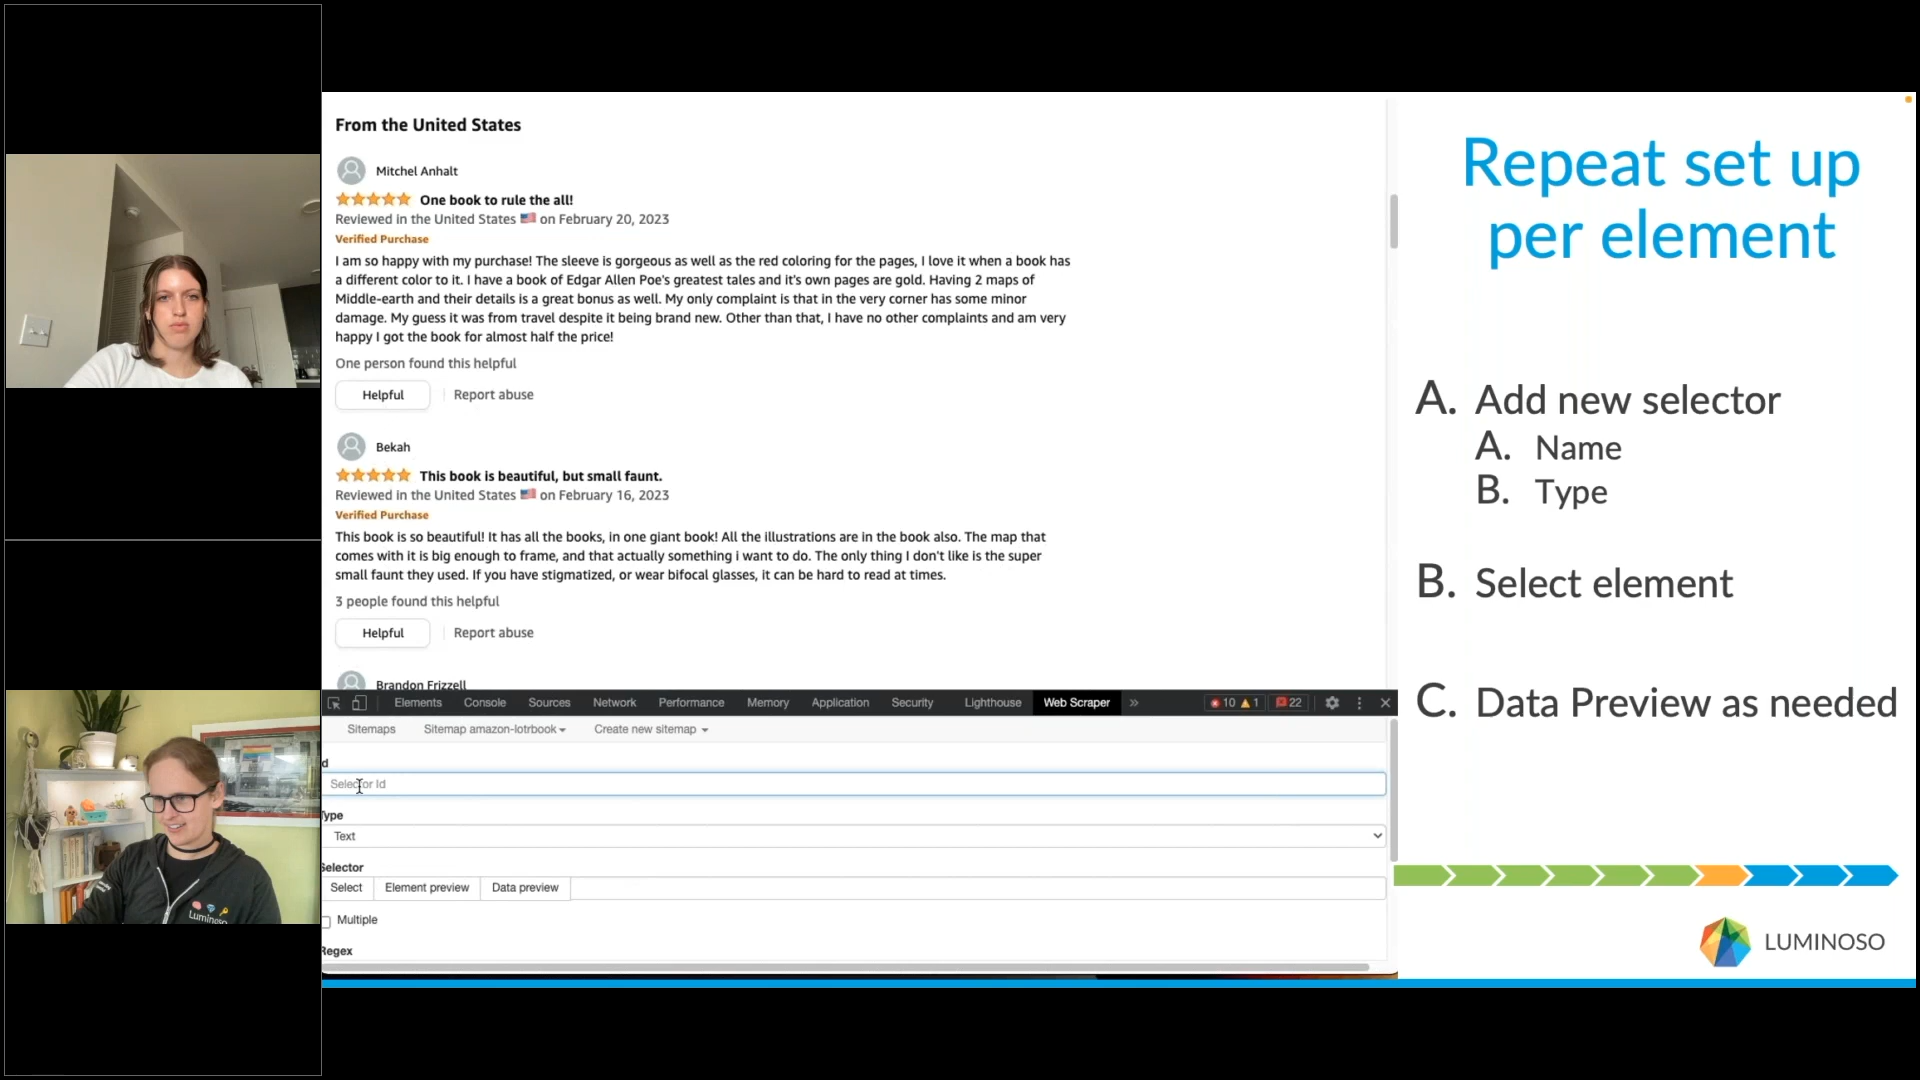 From the United States
Mitchel Anhalt
One book to rule the all!
Reviewed in the United States on February 20, 2023
Verified Purchase
I am so happy with my purchase! The sleeve is gorgeous as well as the red coloring for the pages, I love it when a book has
a different color to it. I have a book of Edgar Allen Poe's greatest tales and it's own pages are gold. Having 2 maps of
Middle-earth and their details is a great bonus as well. My only complaint is that in the very corner has some minor
damage. My guess it was from travel despite it being brand new. Other than that, I have no other complaints and am very
happy I got the book for almost half the price!
One person found this helpful
Helpful
Report abuse
Bekah
This book is beautiful, but small faunt.
Reviewed in the United States on February 16, 2023
Verified Purchase
This book is so beautiful! It has all the books, in one giant book! All the illustrations are in the book also. The map that
comes with it is big enough to frame, and that actually something i want to do. The only thing I don't like is the super
small faunt they used. If you have stigmatized, or wear bifocal glasses, it can be hard to read at times.
3 people found this helpful
Helpful
Report abuse
Brandon Frizzell
Elements Console Sources Network Performance Memory Application Security Lighthouse Web Scraper » 10 1 22
Sitemaps Sitemap amazon-lotrbook Create new sitemap
d
Selector Id
Type
Text
Selector
Select Element preview Data preview
Multiple
Regex
Repeat set up
per element
A. Add new selector
A. Name
B. Type
B. Select element
C. Data Preview as needed
LUMINOSO
Luminoso